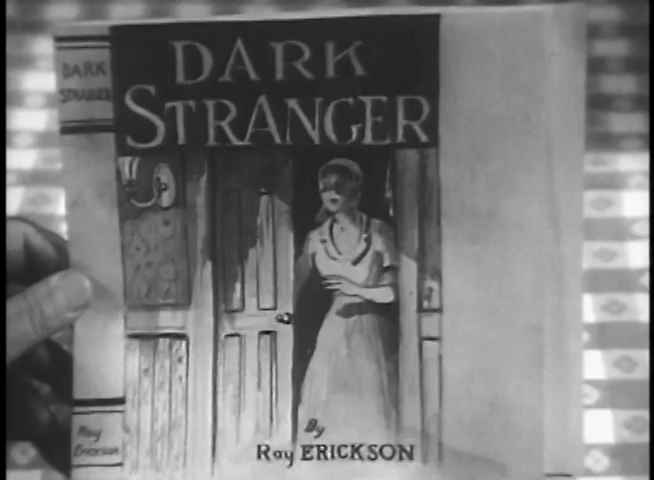 DARK
STRANGER
DARK
STRANGER
By
Ray ERICKSON
Ray
Erickson